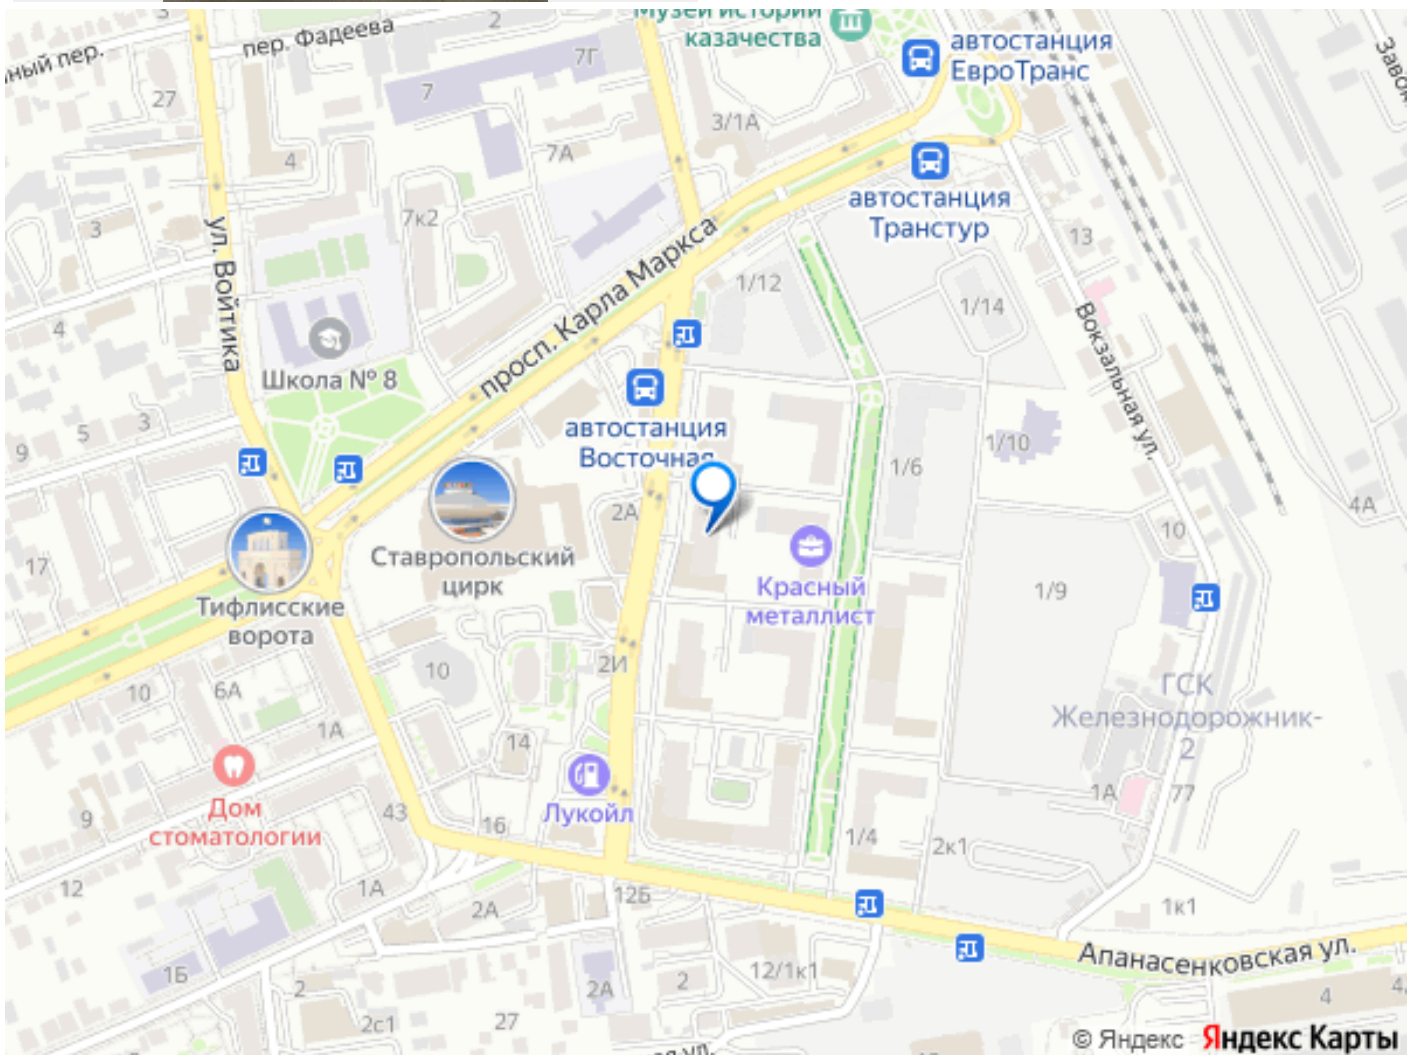 Музей истории
казачества
автостанция
ЕвроТранс
пер. Фадеева
2
7Г
7
27
3/1А
7А
4
автостанция
Транстур
7к2
3
13
ул. Войтика
просп. Карла Маркса
1/12
1/14
4
Вокзальная ул.
Школа № 8
3
5
9
автостанция
Восточная
1/10
1/6
4А
2А
10
Ставропольский
цирк
17
Тифлисские
ворота
Красный
металлист
1/9
10
2И
10
6А
1А
ГСК
Железнодорожник-
2
14
Дом
стоматологии
9
43
16
Лукойл
1А
77
1/4
2к1
12
1А
2А
12Б
1к1
Апанасенковская ул.
1Б
2
2
12/1к1
2А
2с1
27
4
© Яндекс Яндекс Карты